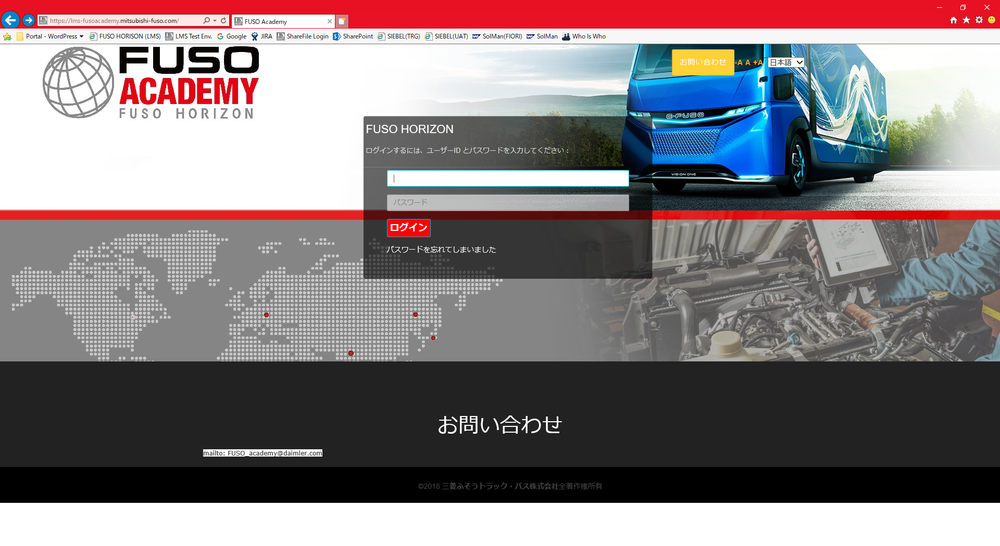 https://lms-fusoacademy.mitsubishi-fuso.com/
FUSO Academy
Portal - WordPress
FUSO HORISON (LMS)
LMS Test Env.
Google
JIRA
ShareFile Login
SharePoint
SIEBEL(TRG)
SIEBEL(UAT)
SolMan(FIORI)
SolMan
Who Is Who
FUSO
ACADEMY
FUSO HORIZON
お問い合わせ
-A A +A
日本語
E-FUSO
VISION ONE
FUSO HORIZON
ログインするには、ユーザーID とパスワードを入力してください：
パスワード
ログイン
パスワードを忘れてしまいました
お問い合わせ
mailto: FUSO_academy@daimler.com
©2018 三菱ふそうトラック・バス株式会社全著作権所有